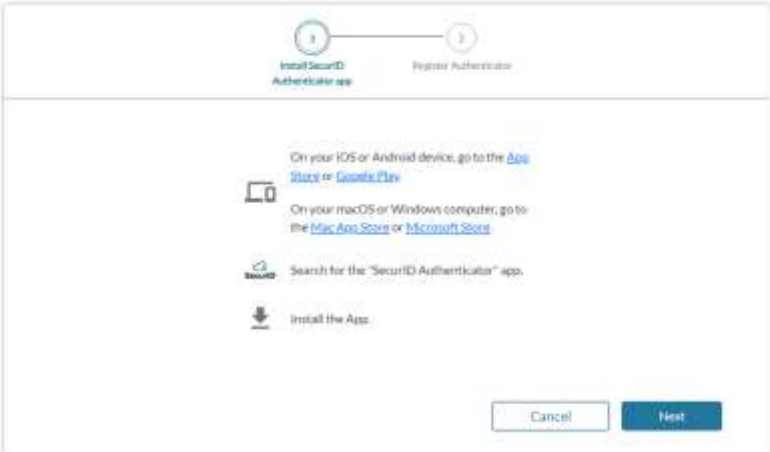 1
2
Install SecurID
Authenticator app
Register Authenticator
On your iOS or Android device, go to the App
Store or Google Play.
On your macOS or Windows computer, go to
the Mac App Store or Microsoft Store.
SecurID
Search for the "SecurID Authenticator" app.
Install the App.
Cancel
Next